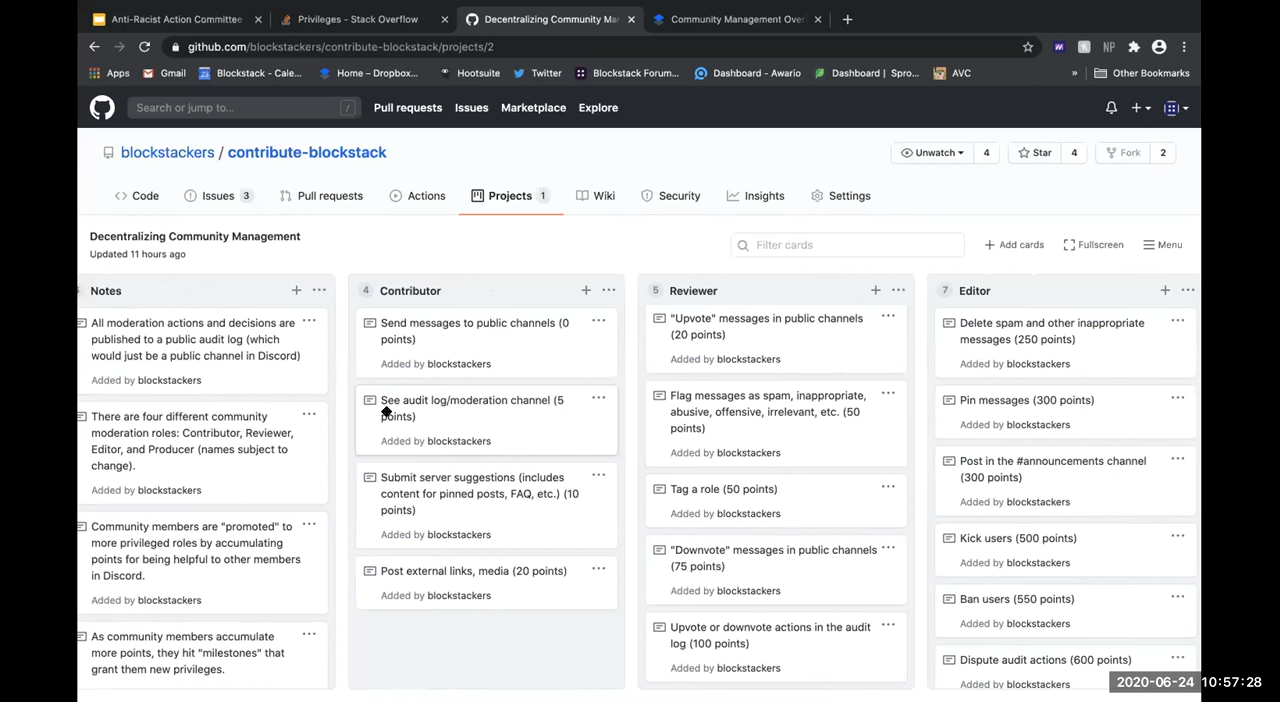 Anti-Racist Action Committee
Privileges - Stack Overflow
Decentralizing Community Ma
Community Management Over
github.com/blockstackers/contribute-blockstack/projects/2
NP
Apps
Gmail
Blockstack - Cale...
Home – Dropbox...
Hootsuite
Twitter
Blockstack Forum...
Dashboard - Awario
Dashboard | Spro...
AVC
»
Other Bookmarks
Search or jump to...
/
Pull requests
Issues
Marketplace
Explore
blockstackers / contribute-blockstack
Unwatch
4
Star
4
Fork
2
Code
Issues 3
Pull requests
Actions
Projects 1
Wiki
Security
Insights
Settings
Decentralizing Community Management
Updated 11 hours ago
Filter cards
Add cards
Fullscreen
Menu
Notes
All moderation actions and decisions are
published to a public audit log (which
would just be a public channel in Discord)
Added by blockstackers
There are four different community
moderation roles: Contributor, Reviewer,
Editor, and Producer (names subject to
change).
Added by blockstackers
Community members are "promoted" to
more privileged roles by accumulating
points for being helpful to other members
in Discord.
Added by blockstackers
As community members accumulate
more points, they hit "milestones" that
grant them new privileges.
4 Contributor
Send messages to public channels (0
points)
Added by blockstackers
See audit log/moderation channel (5
points)
Added by blockstackers
Submit server suggestions (includes
content for pinned posts, FAQ, etc.) (10
points)
Added by blockstackers
Post external links, media (20 points)
Added by blockstackers
5 Reviewer
"Upvote" messages in public channels
(20 points)
Added by blockstackers
Flag messages as spam, inappropriate,
abusive, offensive, irrelevant, etc. (50
points)
Added by blockstackers
Tag a role (50 points)
Added by blockstackers
"Downvote" messages in public channels
(75 points)
Added by blockstackers
Upvote or downvote actions in the audit
log (100 points)
Added by blockstackers
7 Editor
Delete spam and other inappropriate
messages (250 points)
Added by blockstackers
Pin messages (300 points)
Added by blockstackers
Post in the #announcements channel
(300 points)
Added by blockstackers
Kick users (500 points)
Added by blockstackers
Ban users (550 points)
Added by blockstackers
Dispute audit actions (600 points)
Added by blockstackers
2020-06-24 10:57:28